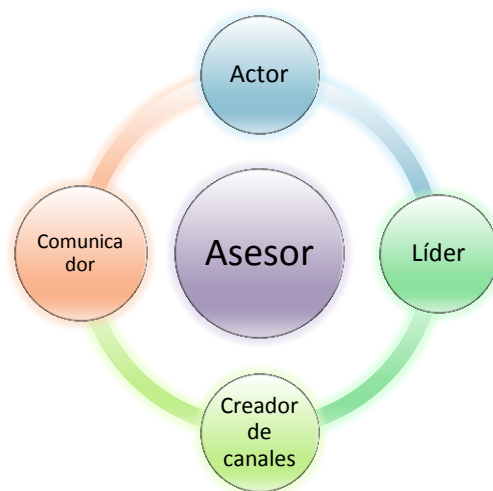 Actor
Comunica
dor
Asesor
Líder
Creador
de
canales